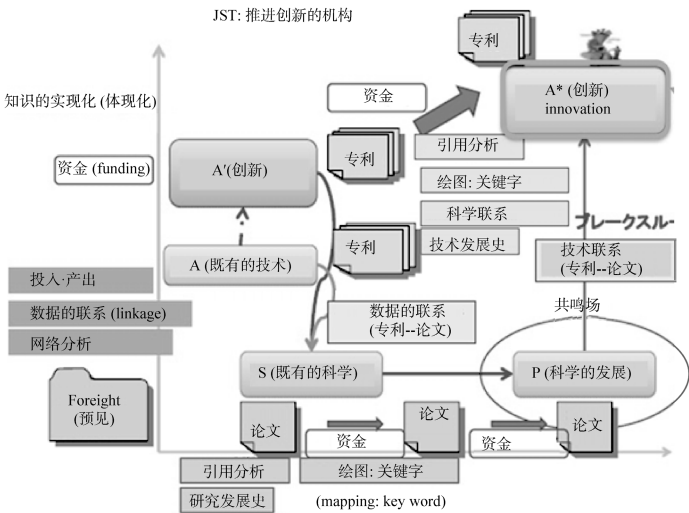 JST: 推进创新的机构
专利
知识的实现化 (体现化)
资金
A* (创新)
innovation
引用分析
专利
资金 (funding)
A′(创新)
绘图: 关键字
科学联系
ブレークスル-
专利
技术发展史
A (既有的技术)
技术联系
(专利--论文)
投入·产出
数据的联系 (linkage)
数据的联系
(专利--论文)
共鸣场
网络分析
S (既有的科学)
P (科学的发展)
Foreight
(预见)
论文
资金
论文
资金
论文
引用分析
绘图: 关键字
研究发展史
(mapping: key word)